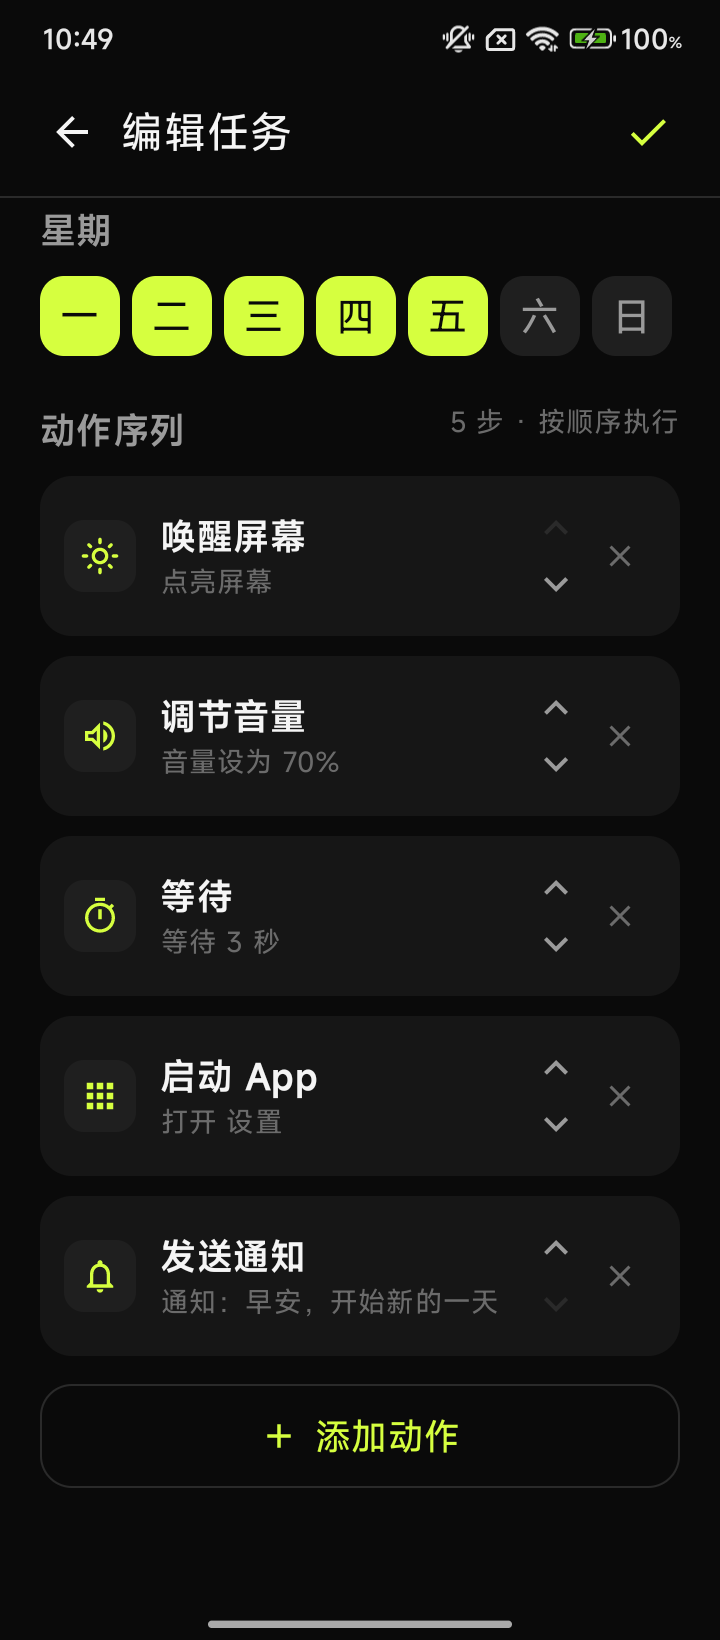 10:49
100%
编辑任务
星期
一 二 三 四 五 六 日
动作序列
5 步 · 按顺序执行
唤醒屏幕
点亮屏幕
调节音量
音量设为 70%
等待
等待 3 秒
启动 App
打开 设置
发送通知
通知：早安，开始新的一天
+ 添加动作